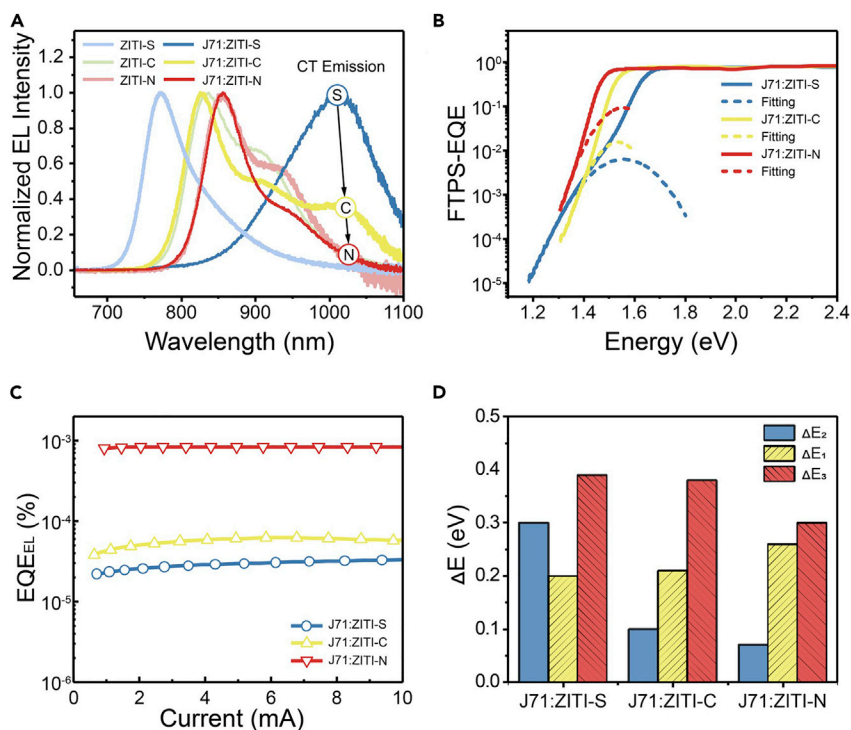 A
ZITI-S
J71:ZITI-S
ZITI-C
J71:ZITI-C
ZITI-N
J71:ZITI-N
CT Emission
S
C
N
Normalized EL Intensity
1.0
0.8
0.6
0.4
0.2
0.0
700
800
900
1000
1100
Wavelength (nm)
B
J71:ZITI-S
Fitting
J71:ZITI-C
Fitting
J71:ZITI-N
Fitting
FTPS-EQE
10⁰
10⁻¹
10⁻²
10⁻³
10⁻⁴
10⁻⁵
1.2
1.4
1.6
1.8
2.0
2.2
2.4
Energy (eV)
C
EQE_EL (%)
10⁻³
10⁻⁴
10⁻⁵
10⁻⁶
J71:ZITI-S
J71:ZITI-C
J71:ZITI-N
0
2
4
6
8
10
Current (mA)
D
ΔE₂
ΔE₁
ΔE₃
ΔE (eV)
0.5
0.4
0.3
0.2
0.1
0.0
J71:ZITI-S
J71:ZITI-C
J71:ZITI-N